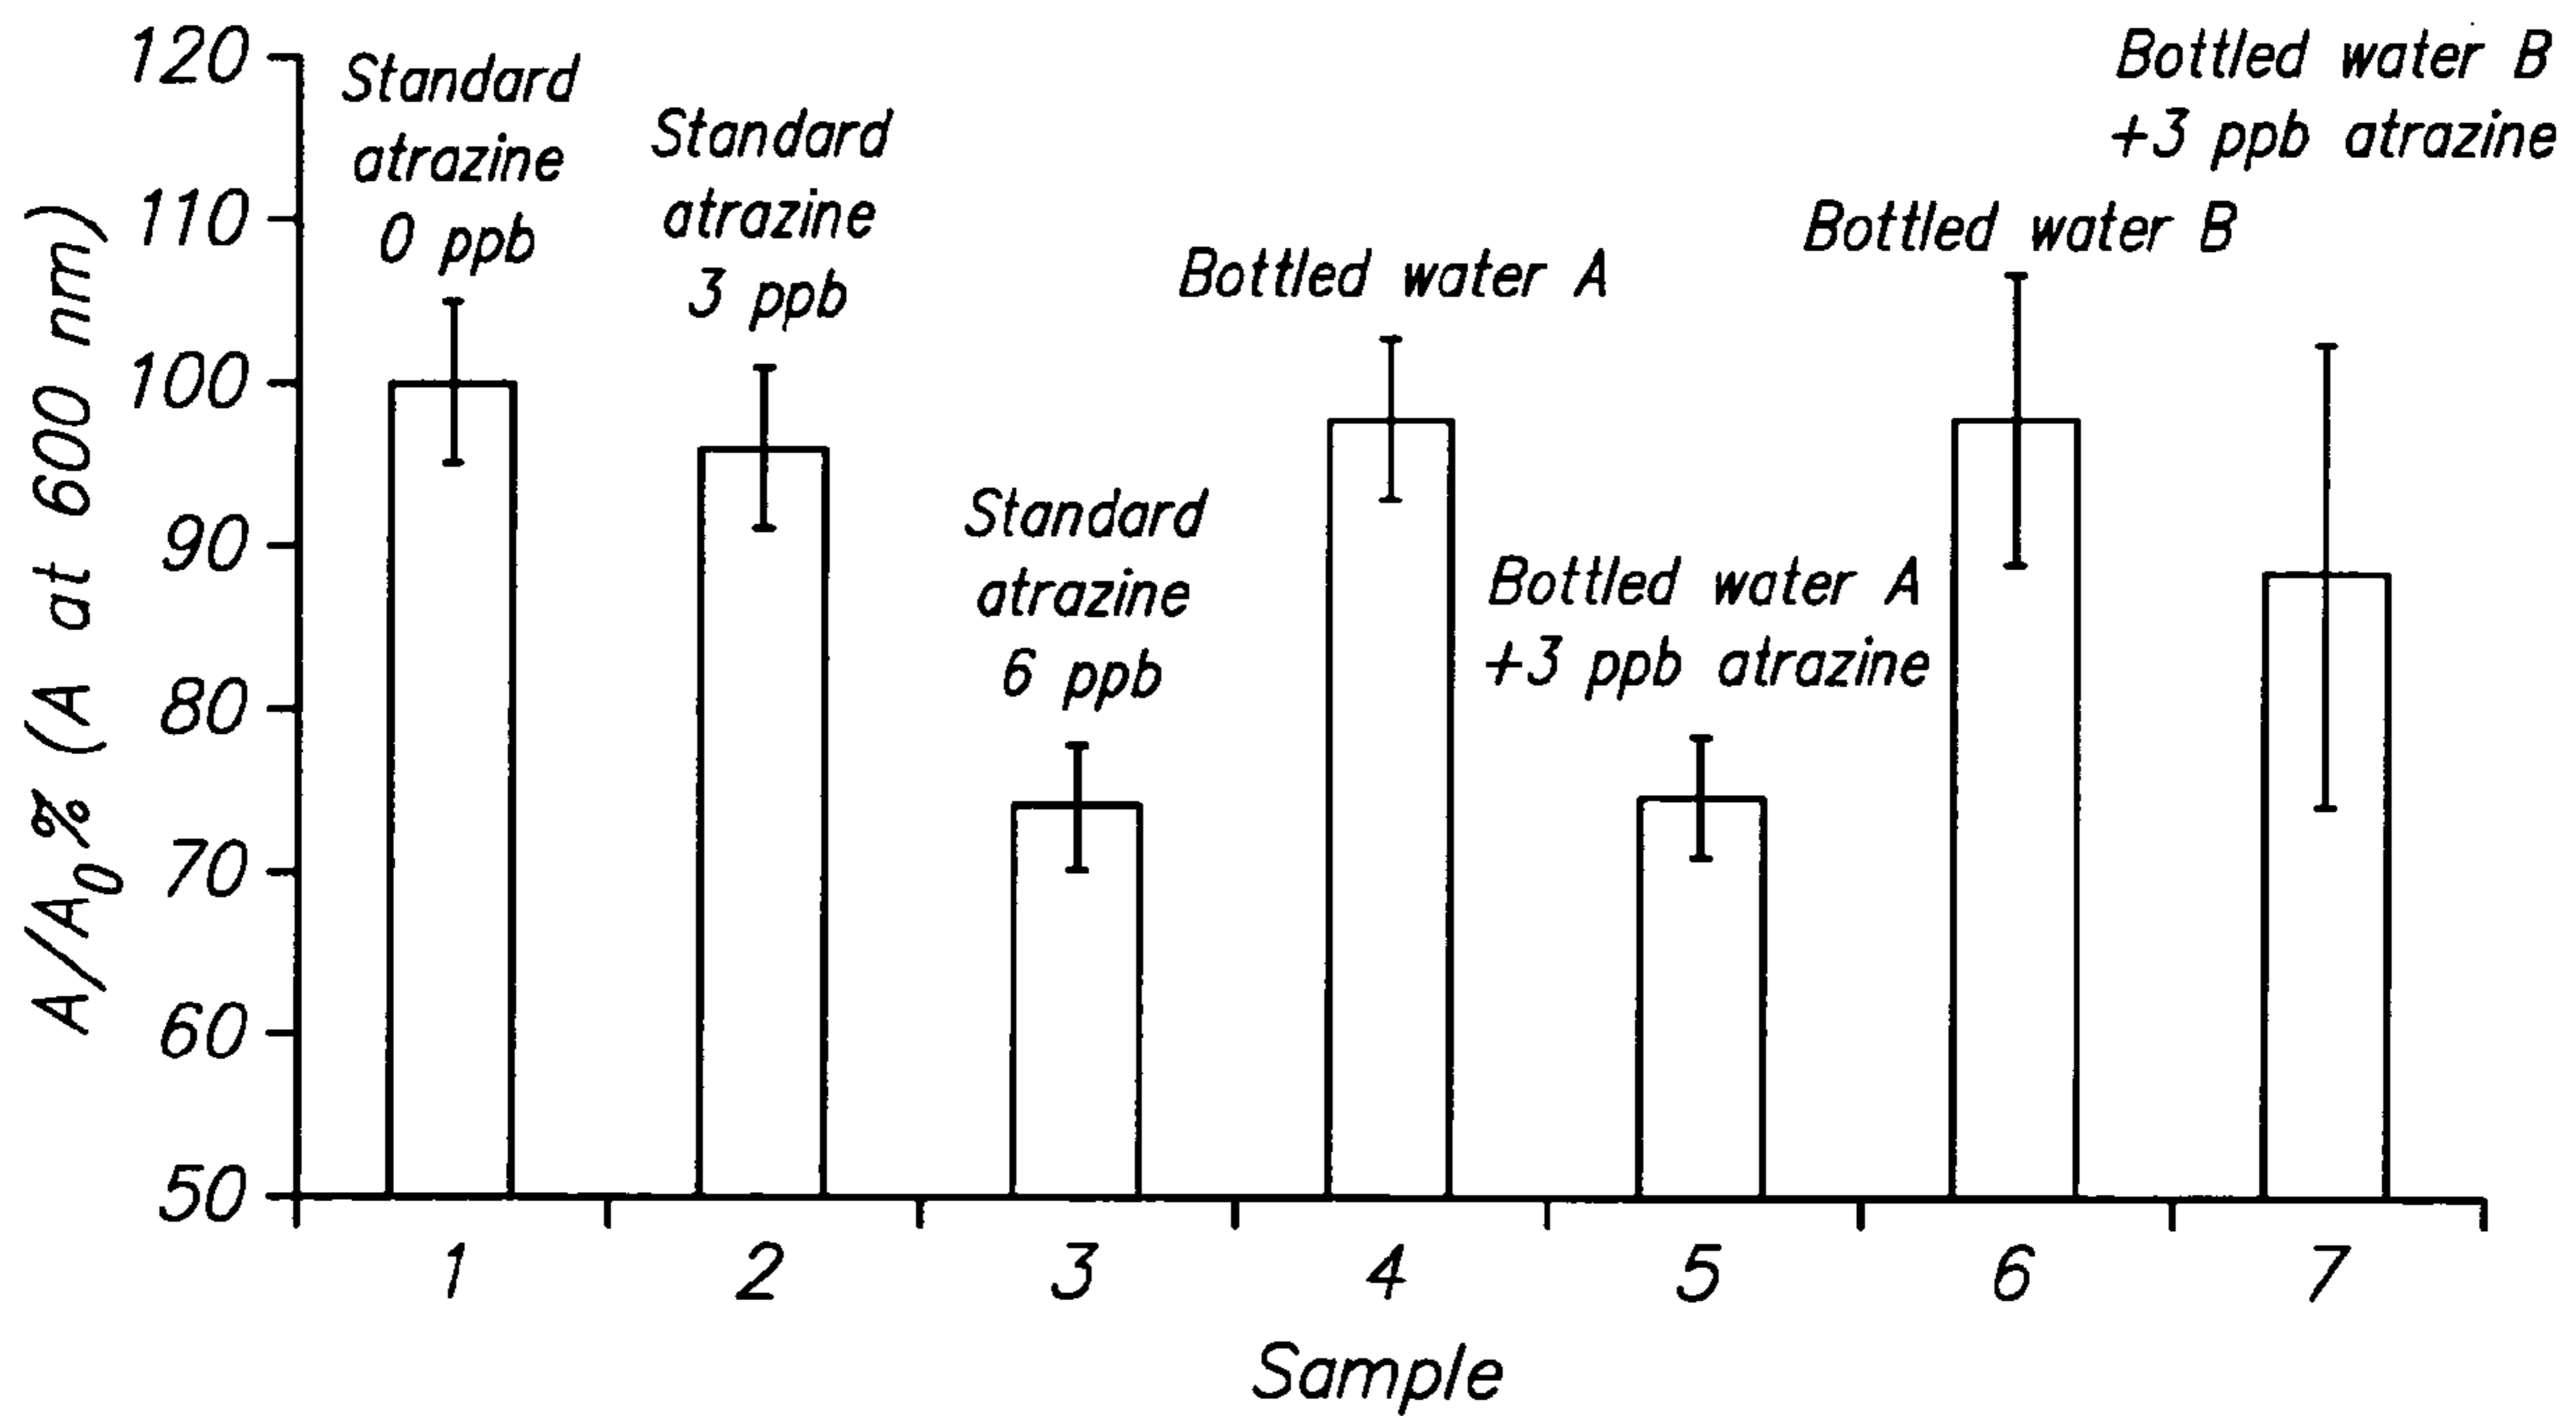 120
110
100
90
80
70
60
50
A/A0% (A at 600 nm)
Standard
atrazine
0 ppb
Standard
atrazine
3 ppb
Standard
atrazine
6 ppb
Bottled water A
Bottled water A
+3 ppb atrazine
Bottled water B
Bottled water B
+3 ppb atrazine
1 2 3 4 5 6 7
Sample